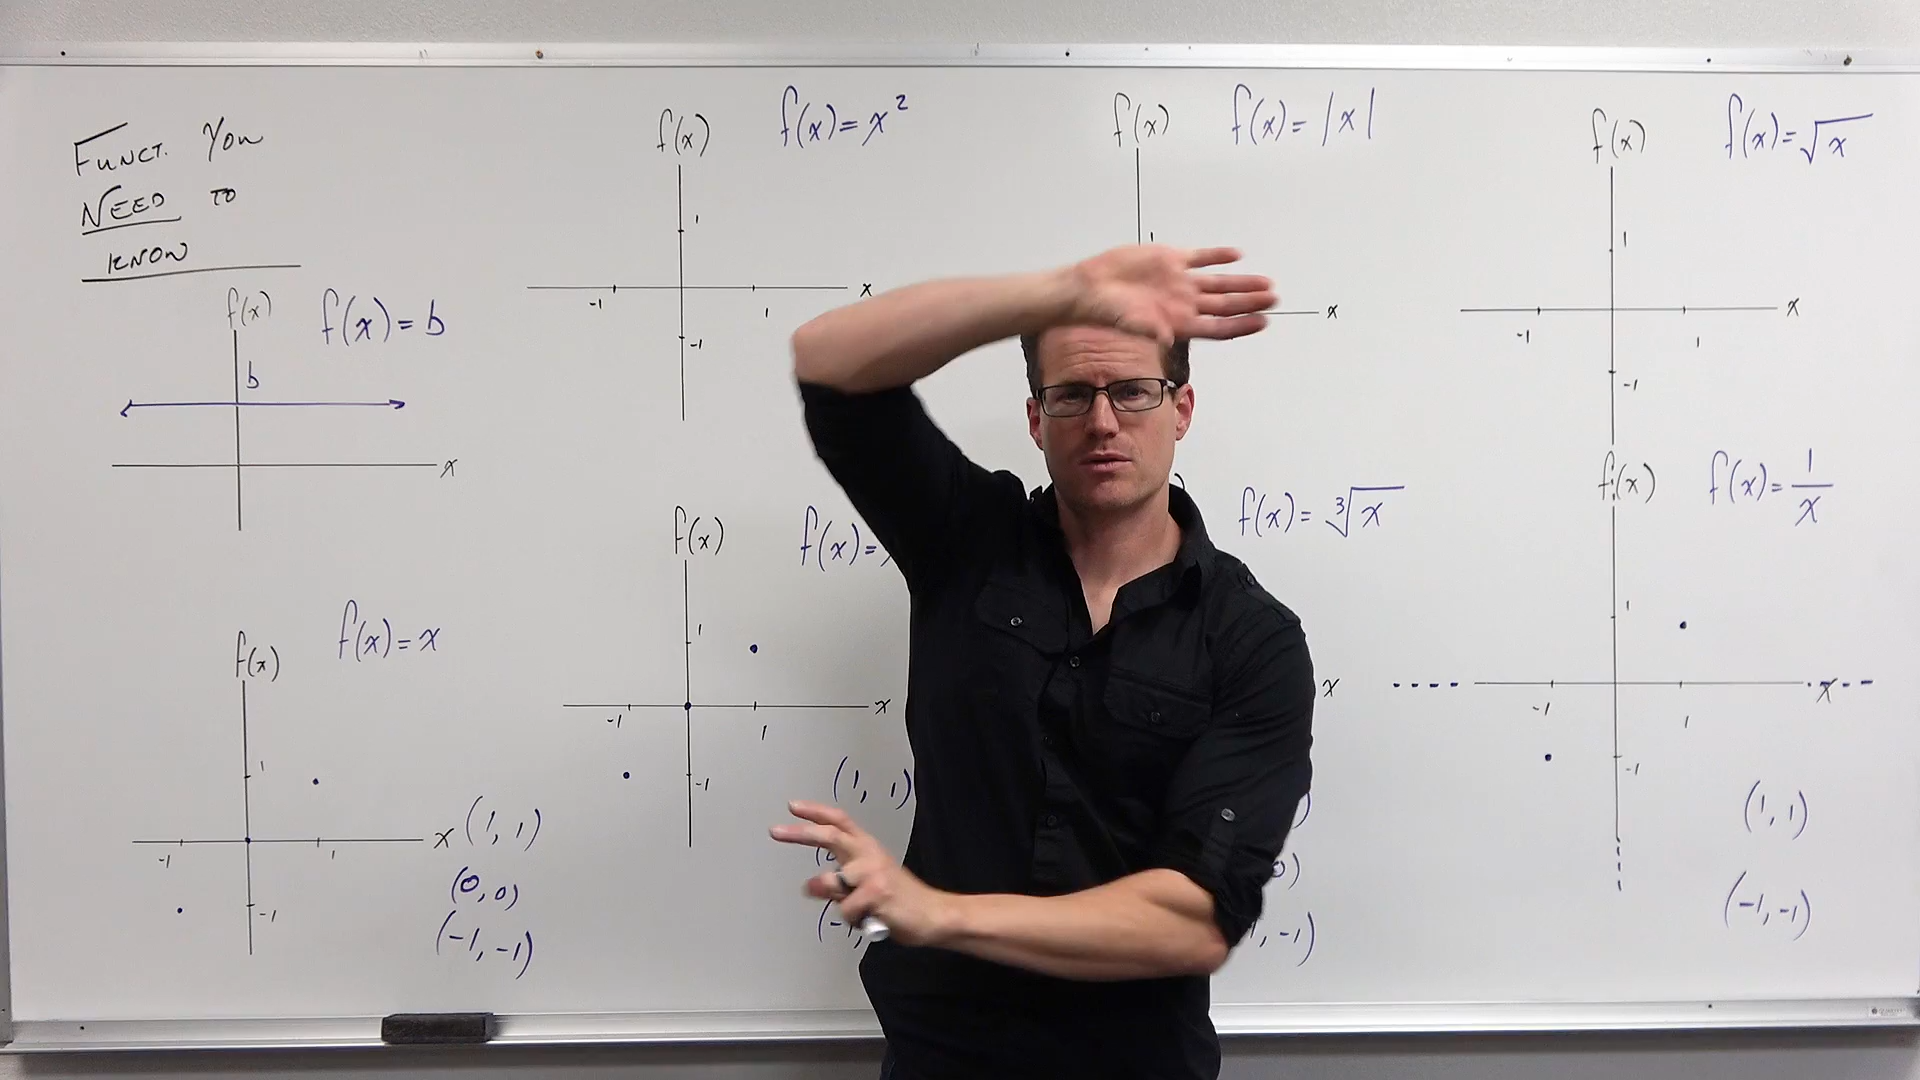 FUNCT. YOU
NEED TO
KNOW
f(x) f(x) = b
b
x
f(x) f(x) = x
1
x
-1 1
-1
(1, 1)
(0, 0)
(-1, -1)
f(x) f(x) = x²
1
x
-1 1
-1
f(x) f(x) =
1
x
-1 1
-1
(1, 1)
f(x) f(x) = |x|
1
x
f(x) = ∛x
x
, -1)
f(x) f(x) = √x
1
x
-1 1
-1
f(x) f(x) = 1/x
1
x
-1 1
-1
(1, 1)
(-1, -1)